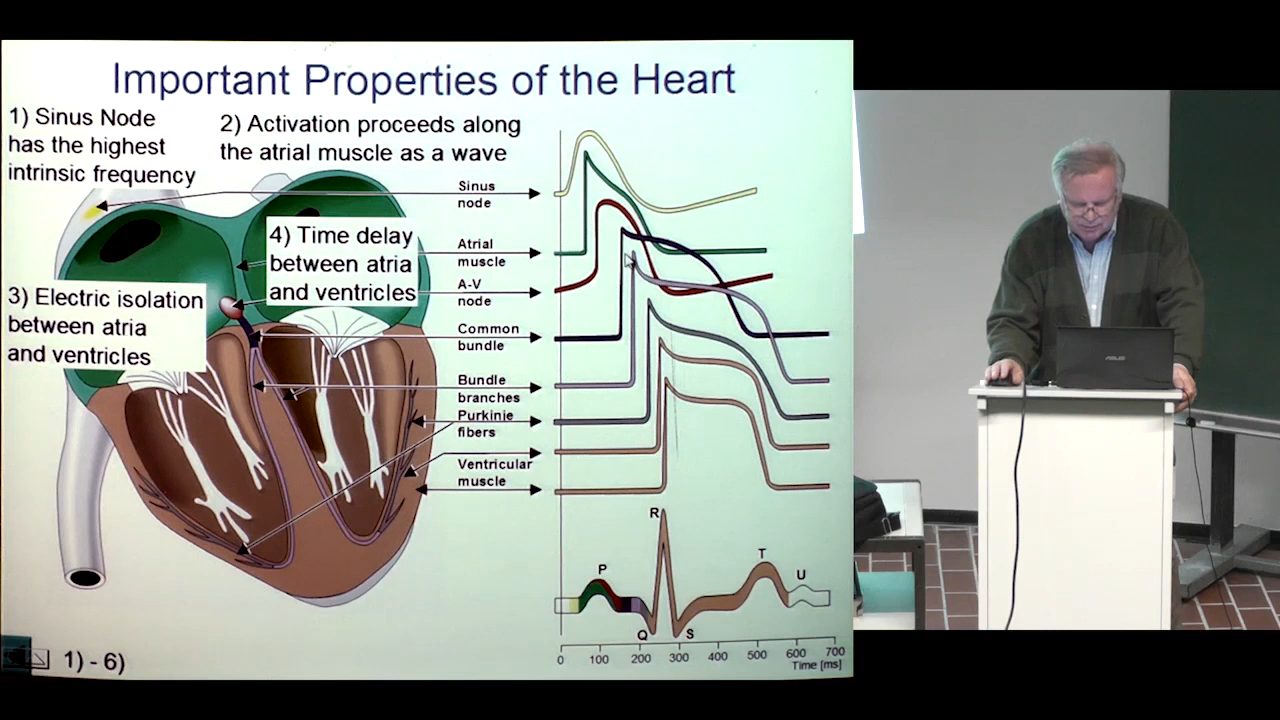 Important Properties of the Heart
1) Sinus Node
has the highest
intrinsic frequency
2) Activation proceeds along
the atrial muscle as a wave
3) Electric isolation
between atria
and ventricles
4) Time delay
between atria
and ventricles
Sinus
node
Atrial
muscle
A-V
node
Common
bundle
Bundle
branches
Purkinie
fibers
Ventricular
muscle
P
Q
R
S
T
U
0 100 200 300 400 500 600 700
Time [ms]
1) - 6)
ASUS